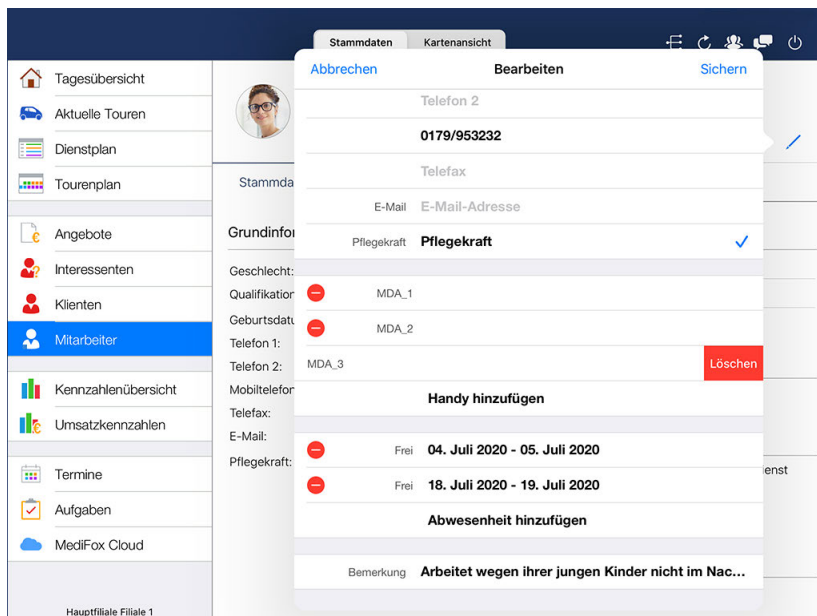 Stammdaten Kartenansicht
Tagesübersicht
Aktuelle Touren
Dienstplan
Tourenplan
Angebote
Interessenten
Klienten
Mitarbeiter
Kennzahlenübersicht
Umsatzkennzahlen
Termine
Aufgaben
MediFox Cloud
Hauptfiliale Filiale 1
Stammda
Grundinfor
Geschlecht:
Qualifikation
Geburtsdatu
Telefon 1:
Telefon 2:
Mobiltelefon
Telefax:
E-Mail:
Pflegekraft:
Abbrechen Bearbeiten Sichern
Telefon 2
0179/953232
Telefax
E-Mail E-Mail-Adresse
Pflegekraft Pflegekraft
MDA_1
MDA_2
MDA_3 Löschen
Handy hinzufügen
Frei 04. Juli 2020 - 05. Juli 2020
Frei 18. Juli 2020 - 19. Juli 2020
Abwesenheit hinzufügen
Bemerkung Arbeitet wegen ihrer jungen Kinder nicht im Nac...
ienst